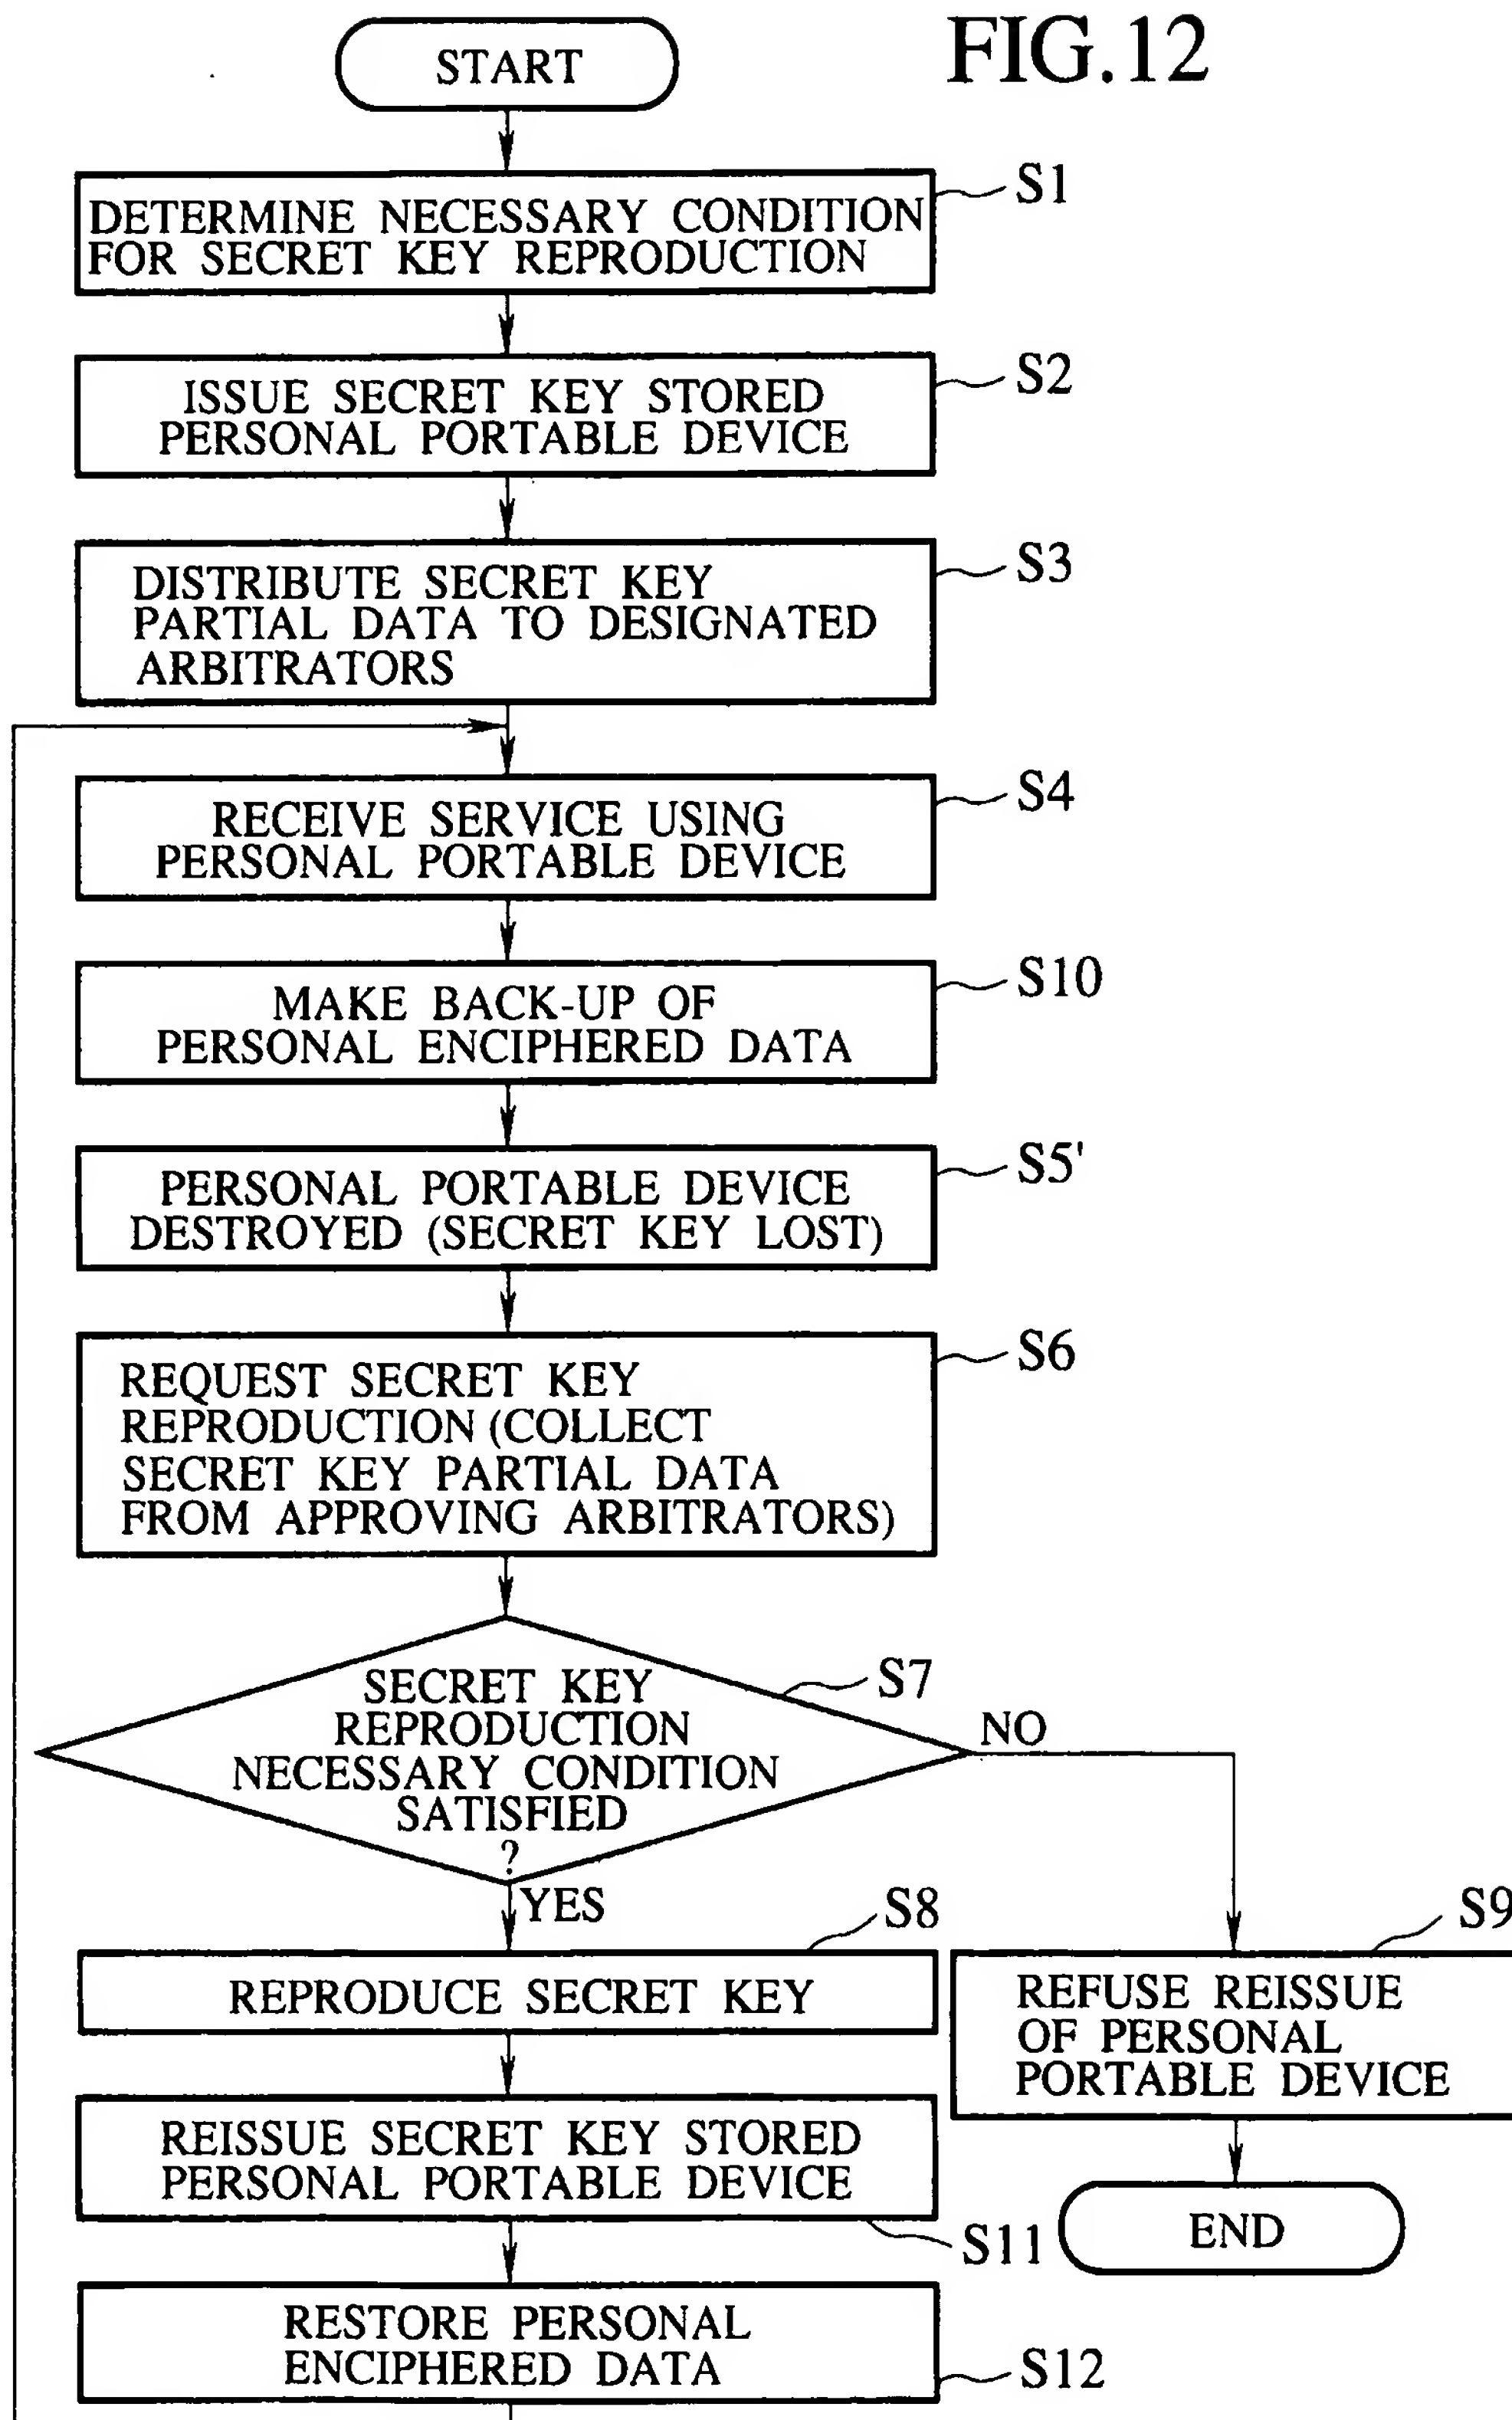 FIG.12
START
S1
DETERMINE NECESSARY CONDITION
FOR SECRET KEY REPRODUCTION
S2
ISSUE SECRET KEY STORED
PERSONAL PORTABLE DEVICE
S3
DISTRIBUTE SECRET KEY
PARTIAL DATA TO DESIGNATED
ARBITRATORS
S4
RECEIVE SERVICE USING
PERSONAL PORTABLE DEVICE
S10
MAKE BACK-UP OF
PERSONAL ENCIPHERED DATA
S5'
PERSONAL PORTABLE DEVICE
DESTROYED (SECRET KEY LOST)
S6
REQUEST SECRET KEY
REPRODUCTION (COLLECT
SECRET KEY PARTIAL DATA
FROM APPROVING ARBITRATORS)
S7
SECRET KEY
REPRODUCTION
NECESSARY CONDITION
SATISFIED
?
NO
YES
S8
REPRODUCE SECRET KEY
S9
REFUSE REISSUE
OF PERSONAL
PORTABLE DEVICE
REISSUE SECRET KEY STORED
PERSONAL PORTABLE DEVICE
S11
END
RESTORE PERSONAL
ENCIPHERED DATA
S12